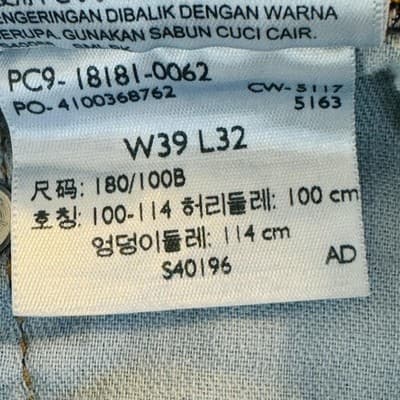 ENGERINGAN DIBALIK DENGAN WARNA
ERUPA. GUNAKAN SABUN CUCI CAIR.
PC9-18181-0062
PO-4100368762
CW-5117
5163
W39 L32
尺码: 180/100B
호칭: 100-114 허리둘레: 100 cm
엉덩이둘레: 114 cm
S40196
AD